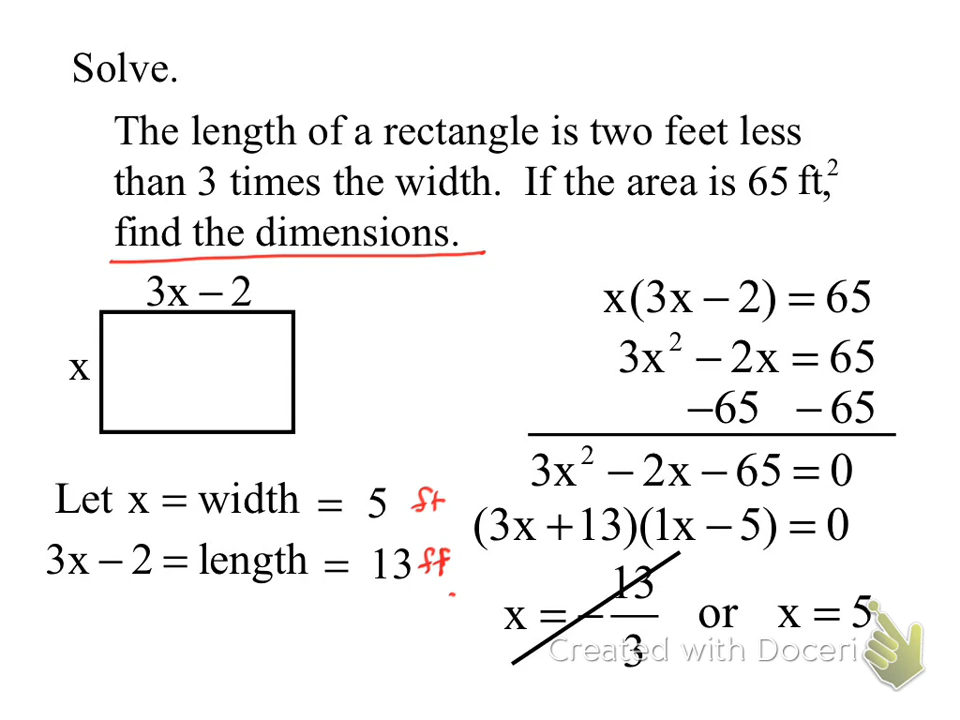 Solve.
The length of a rectangle is two feet less
than 3 times the width. If the area is 65 ft,²
find the dimensions.
3x − 2
x
Let x = width = 5 ft
3x − 2 = length = 13 ft
x(3x − 2) = 65
3x² − 2x = 65
−65 − 65
3x² − 2x − 65 = 0
(3x + 13)(1x − 5) = 0
x = − 13/3 or x = 5
Created with Doceri